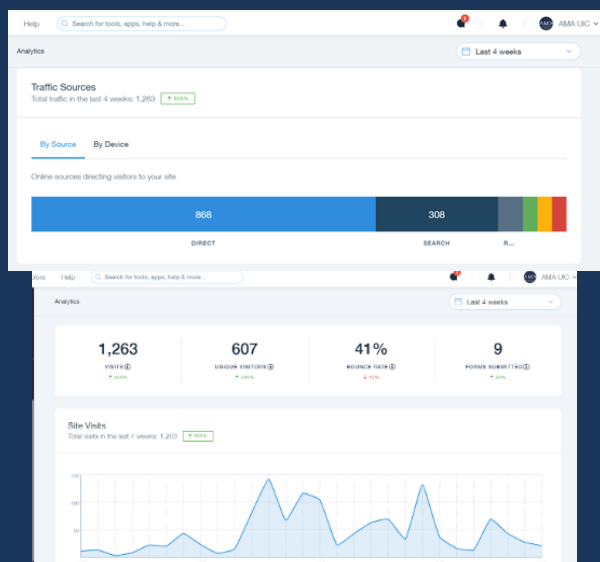 Help
Search for tools, apps, help & more...
AMA UIC
Analytics
Last 4 weeks
Traffic Sources
Total traffic in the last 4 weeks: 1,263
By Source
By Device
Online sources directing visitors to your site
868
308
DIRECT
SEARCH
R...
Help
Search for tools, apps, help & more...
AMA UIC
Analytics
Last 4 weeks
1,263
607
41%
9
VISITS
UNIQUE VISITORS
BOUNCE RATE
FORMS SUBMITTED
Site Visits
Total visits in the last 4 weeks:
100
50